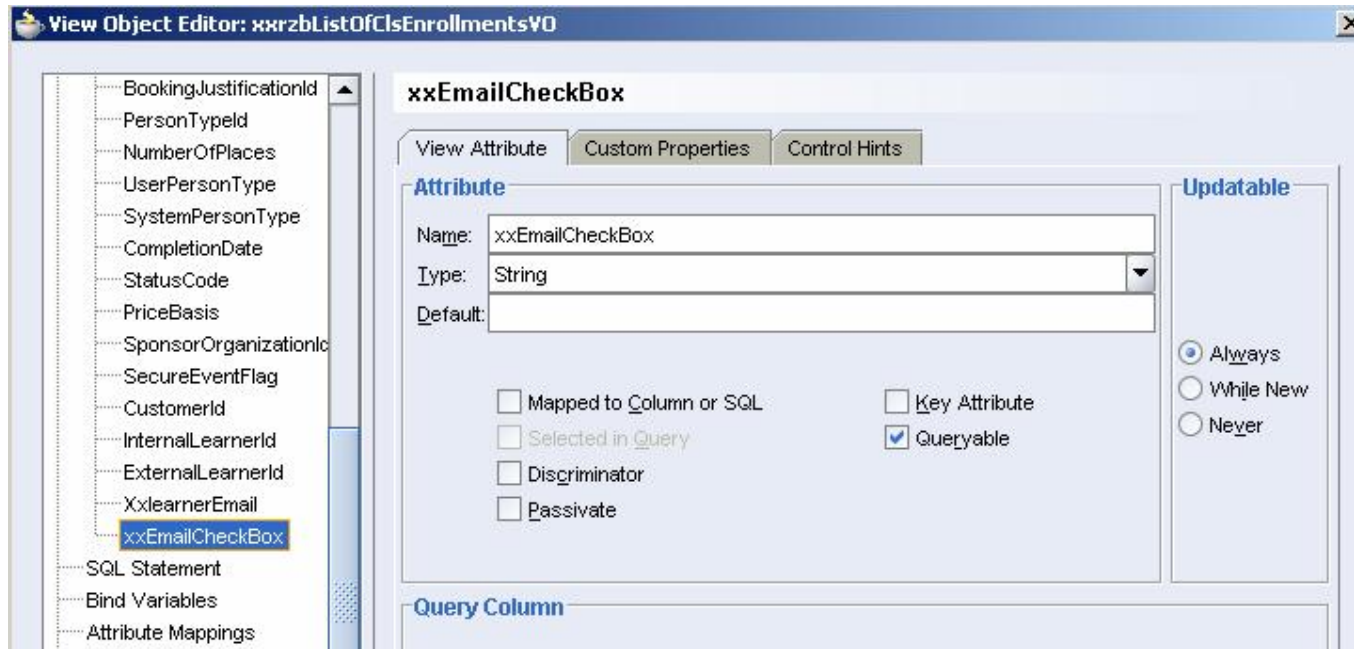 View Object Editor: xxrzbListOfClsEnrollmentsVO
BookingJustificationId
PersonTypeId
NumberOfPlaces
UserPersonType
SystemPersonType
CompletionDate
StatusCode
PriceBasis
SponsorOrganizationIc
SecureEventFlag
CustomerId
InternalLearnerId
ExternalLearnerId
XxlearnerEmail
xxEmailCheckBox
SQL Statement
Bind Variables
Attribute Mappings
xxEmailCheckBox
View Attribute Custom Properties Control Hints
Attribute
Name: xxEmailCheckBox
Type: String
Default:
Mapped to Column or SQL Key Attribute
Selected in Query Queryable
Discriminator
Passivate
Updatable
Always
While New
Never
Query Column